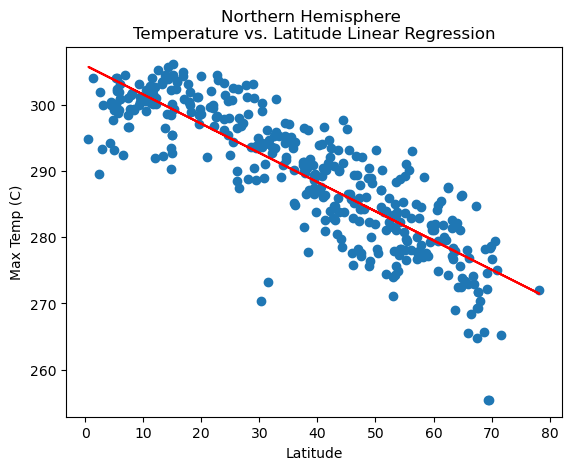 Northern Hemisphere
Temperature vs. Latitude Linear Regression
Max Temp (C)
300
290
280
270
260
0 10 20 30 40 50 60 70 80
Latitude